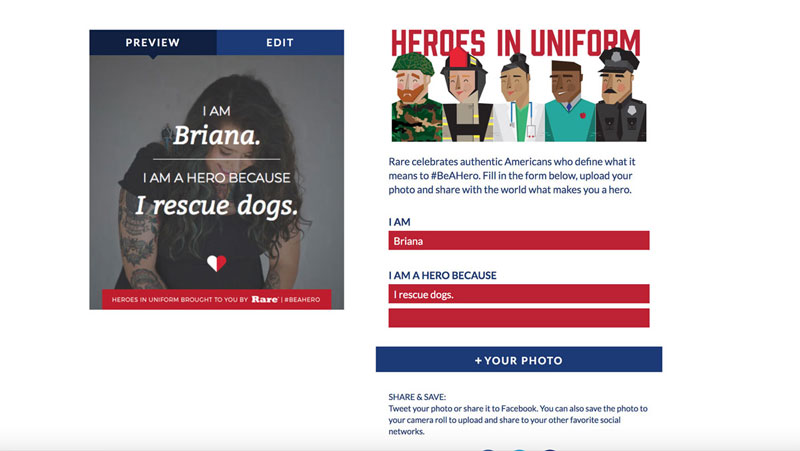 PREVIEW
EDIT
I AM
Briana.
I AM A HERO BECAUSE
I rescue dogs.
HEROES IN UNIFORM BROUGHT TO YOU BY Rare | #BEAHERO
HEROES IN UNIFORM
Rare celebrates authentic Americans who define what it
means to #BeAHero. Fill in the form below, upload your
photo and share with the world what makes you a hero.
I AM
Briana
I AM A HERO BECAUSE
I rescue dogs.
+ YOUR PHOTO
SHARE & SAVE:
Tweet your photo or share it to Facebook. You can also save the photo to
your camera roll to upload and share to your other favorite social
networks.